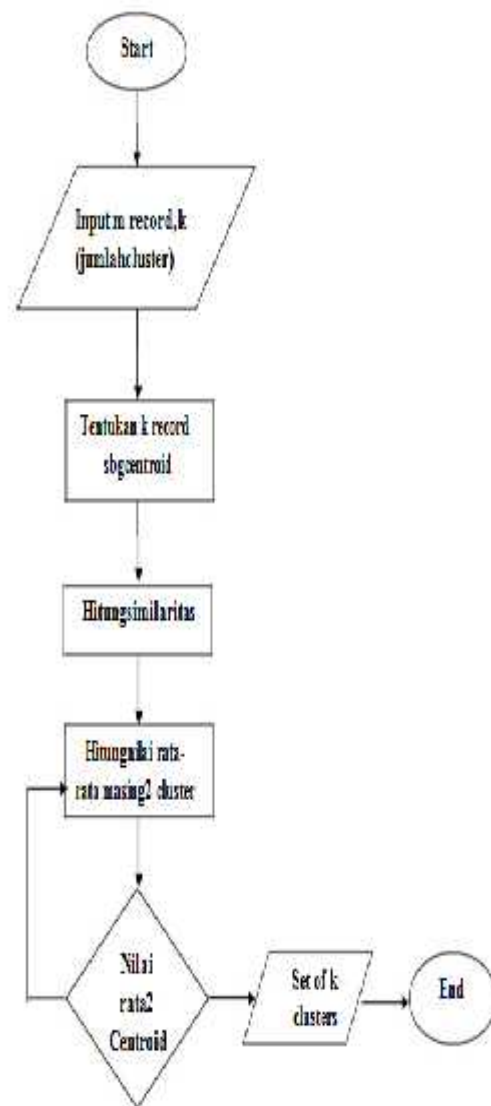 Start
Input m record,k
(jumlahcluster)
Tentukan k record
sbgcentroid
Hitungsimilaritas
Hitungnilai rata-
rata masing2 cluster
Nilai
rata2
Centroid
Set of k
clusters
End